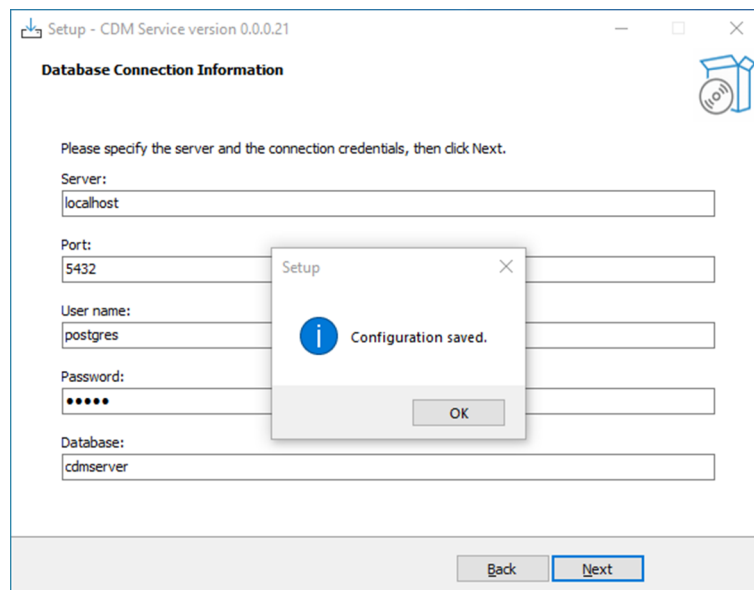 Setup - CDM Service version 0.0.0.21
Database Connection Information
Please specify the server and the connection credentials, then click Next.
Server:
localhost
Port:
5432
Setup
User name:
postgres
Configuration saved.
Password:
•••••
OK
Database:
cdmserver
Back
Next